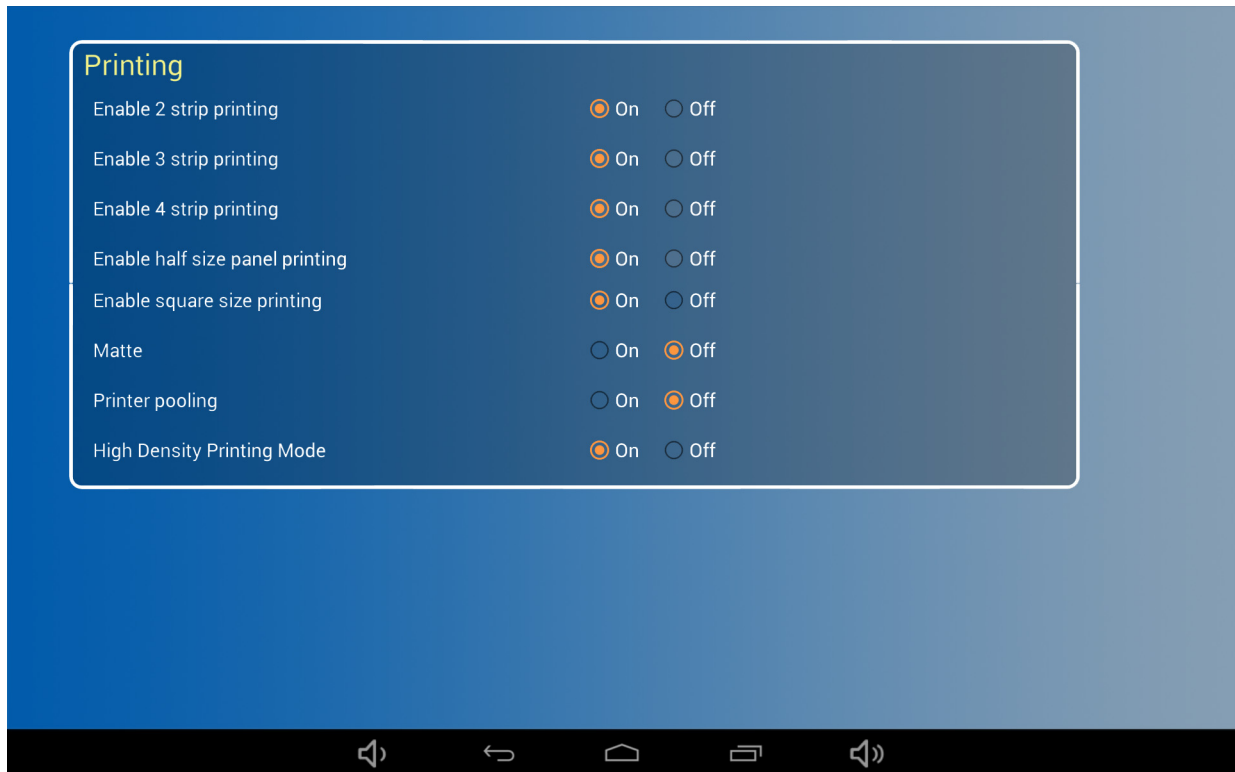 Printing
Enable 2 strip printing On Off
Enable 3 strip printing On Off
Enable 4 strip printing On Off
Enable half size panel printing On Off
Enable square size printing On Off
Matte On Off
Printer pooling On Off
High Density Printing Mode On Off